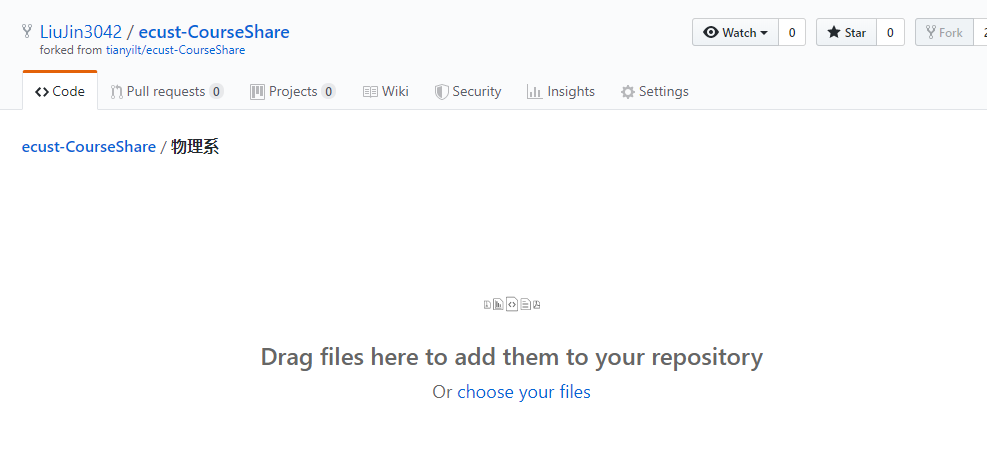 LiuJin3042 / ecust-CourseShare
forked from tianyilt/ecust-CourseShare
Watch 0 Star 0 Fork 2
Code Pull requests 0 Projects 0 Wiki Security Insights Settings
ecust-CourseShare / 物理系
Drag files here to add them to your repository
Or choose your files